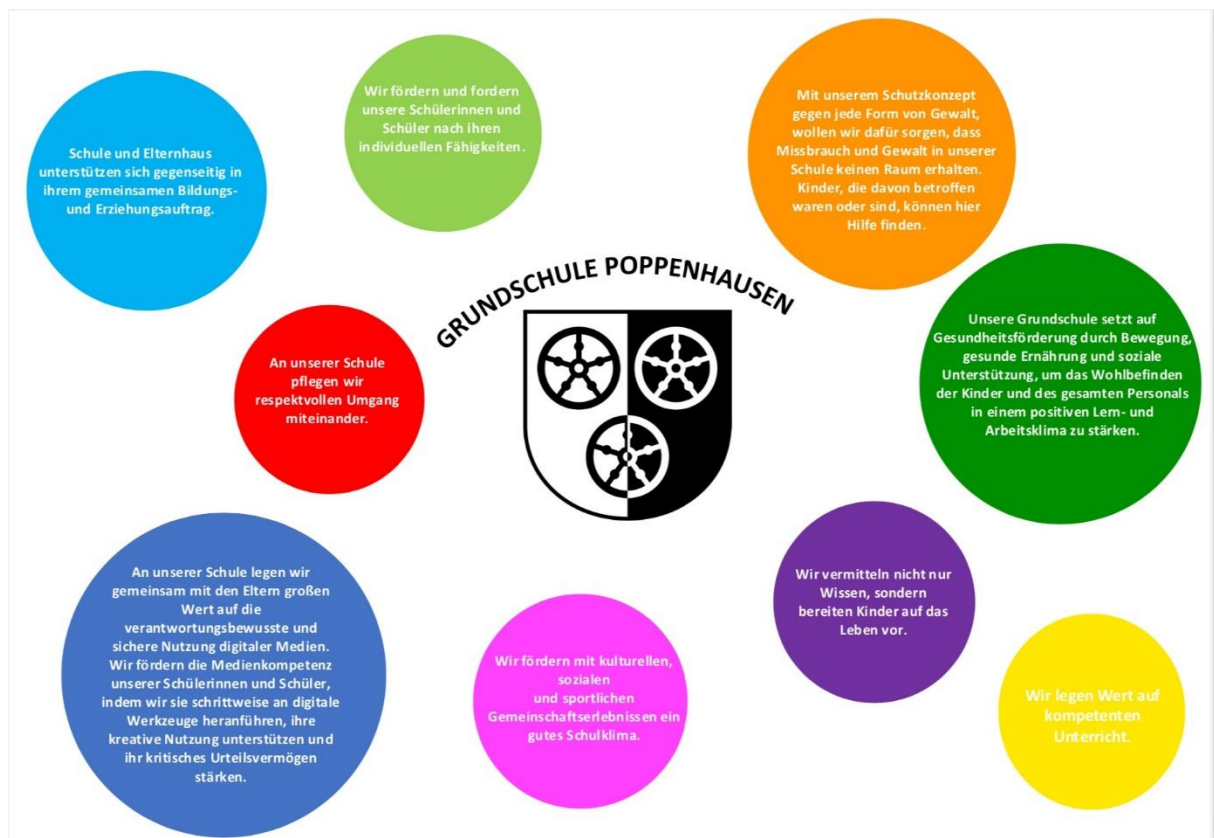 Wir fördern und fordern
unsere Schülerinnen und
Schüler nach ihren
individuellen Fähigkeiten.
Mit unserem Schutzkonzept
gegen jede Form von Gewalt,
wollen wir dafür sorgen, dass
Missbrauch und Gewalt in unserer
Schule keinen Raum erhalten.
Kinder, die davon betroffen
waren oder sind, können hier
Hilfe finden.
Schule und Elternhaus
unterstützen sich gegenseitig in
ihrem gemeinsamen Bildungs-
und Erziehungsauftrag.
GRUNDSCHULE POPPENHAUSEN
Unsere Grundschule setzt auf
Gesundheitsförderung durch Bewegung,
gesunde Ernährung und soziale
Unterstützung, um das Wohlbefinden
der Kinder und des gesamten Personals
in einem positiven Lern- und
Arbeitsklima zu stärken.
An unserer Schule
pflegen wir
respektvollen Umgang
miteinander.
An unserer Schule legen wir
gemeinsam mit den Eltern großen
Wert auf die
verantwortungsbewusste und
sichere Nutzung digitaler Medien.
Wir fördern die Medienkompetenz
unserer Schülerinnen und Schüler,
indem wir sie schrittweise an digitale
Werkzeuge heranführen, ihre
kreative Nutzung unterstützen und
ihr kritisches Urteilsvermögen
stärken.
Wir vermitteln nicht nur
Wissen, sondern
bereiten Kinder auf das
Leben vor.
Wir fördern mit kulturellen,
sozialen
und sportlichen
Gemeinschaftserlebnissen ein
gutes Schulklima.
Wir legen Wert auf
kompetenten
Unterricht.